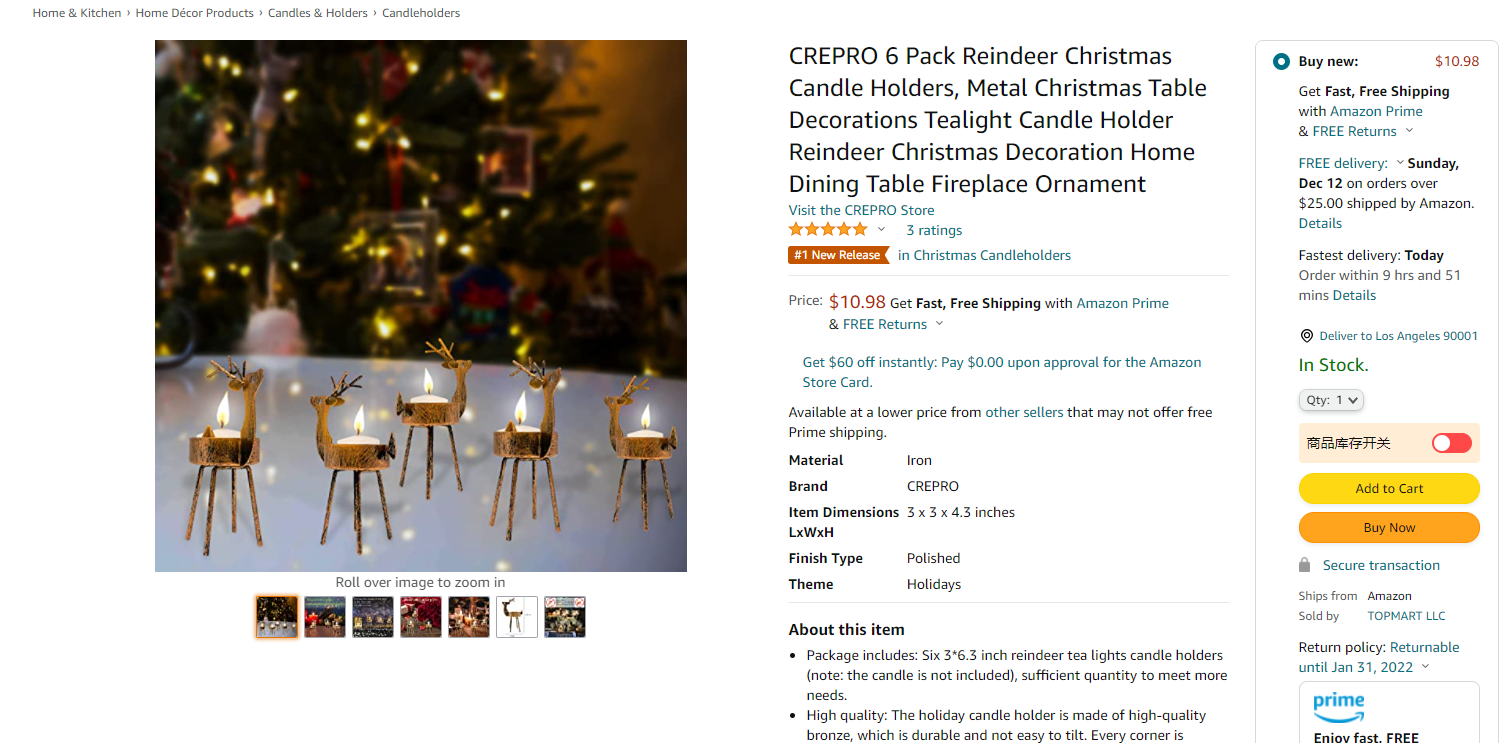 Home & Kitchen › Home Décor Products › Candles & Holders › Candleholders
Roll over image to zoom in
CREPRO 6 Pack Reindeer Christmas
Candle Holders, Metal Christmas Table
Decorations Tealight Candle Holder
Reindeer Christmas Decoration Home
Dining Table Fireplace Ornament
Visit the CREPRO Store
3 ratings
#1 New Release in Christmas Candleholders
Price: $10.98 Get Fast, Free Shipping with Amazon Prime
& FREE Returns
Get $60 off instantly: Pay $0.00 upon approval for the Amazon
Store Card.
Available at a lower price from other sellers that may not offer free
Prime shipping.
Material Iron
Brand CREPRO
Item Dimensions 3 x 3 x 4.3 inches
LxWxH
Finish Type Polished
Theme Holidays
About this item
• Package includes: Six 3*6.3 inch reindeer tea lights candle holders
(note: the candle is not included), sufficient quantity to meet more
needs.
• High quality: The holiday candle holder is made of high-quality
bronze, which is durable and not easy to tilt. Every corner is
Buy new: $10.98
Get Fast, Free Shipping
with Amazon Prime
& FREE Returns
FREE delivery: Sunday,
Dec 12 on orders over
$25.00 shipped by Amazon.
Details
Fastest delivery: Today
Order within 9 hrs and 51
mins Details
Deliver to Los Angeles 90001
In Stock.
Qty: 1
商品库存开关
Add to Cart
Buy Now
Secure transaction
Ships from Amazon
Sold by TOPMART LLC
Return policy: Returnable
until Jan 31, 2022
prime
Enjoy fast, FREE